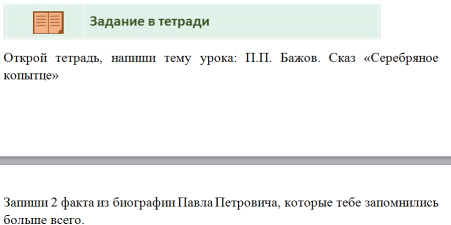 Задание в тетради
Открой тетрадь, напиши тему урока: П.П. Бажов. Сказ «Серебряное
копытце»
Запиши 2 факта из биографии Павла Петровича, которые тебе запомнились
больше всего.